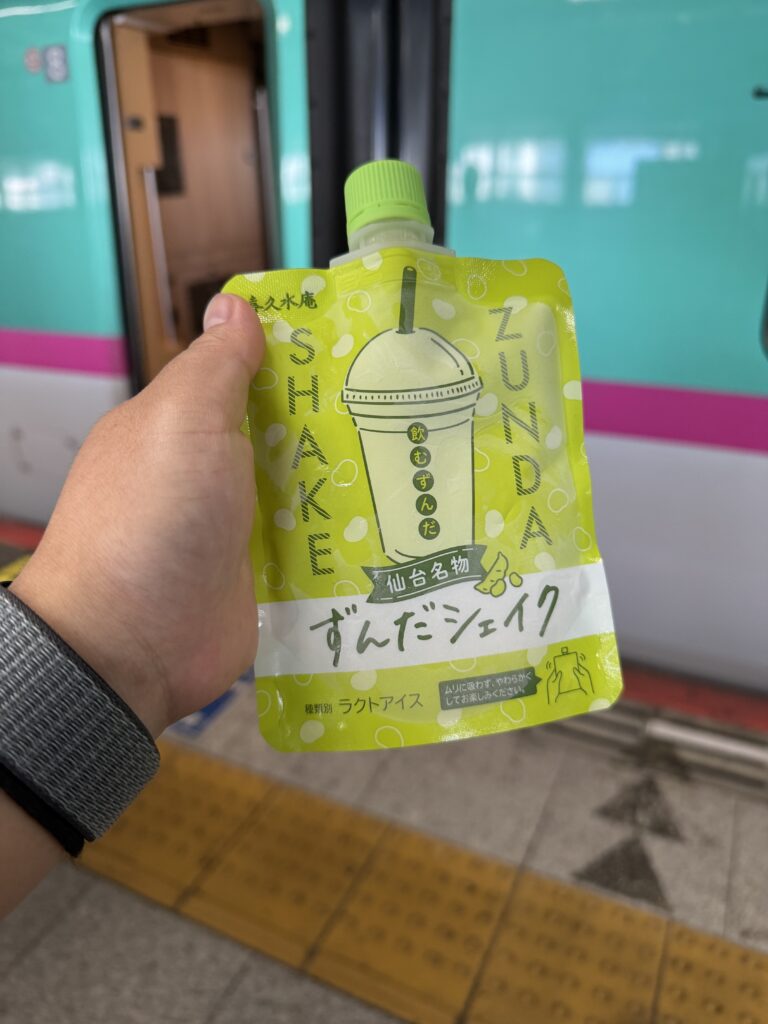 喜久水庵
SHAKE
ZUNDA
飲むずんだ
仙台名物
ずんだシェイク
種類別 ラクトアイス
ムリに吸わず、やわらかく
してお楽しみください。